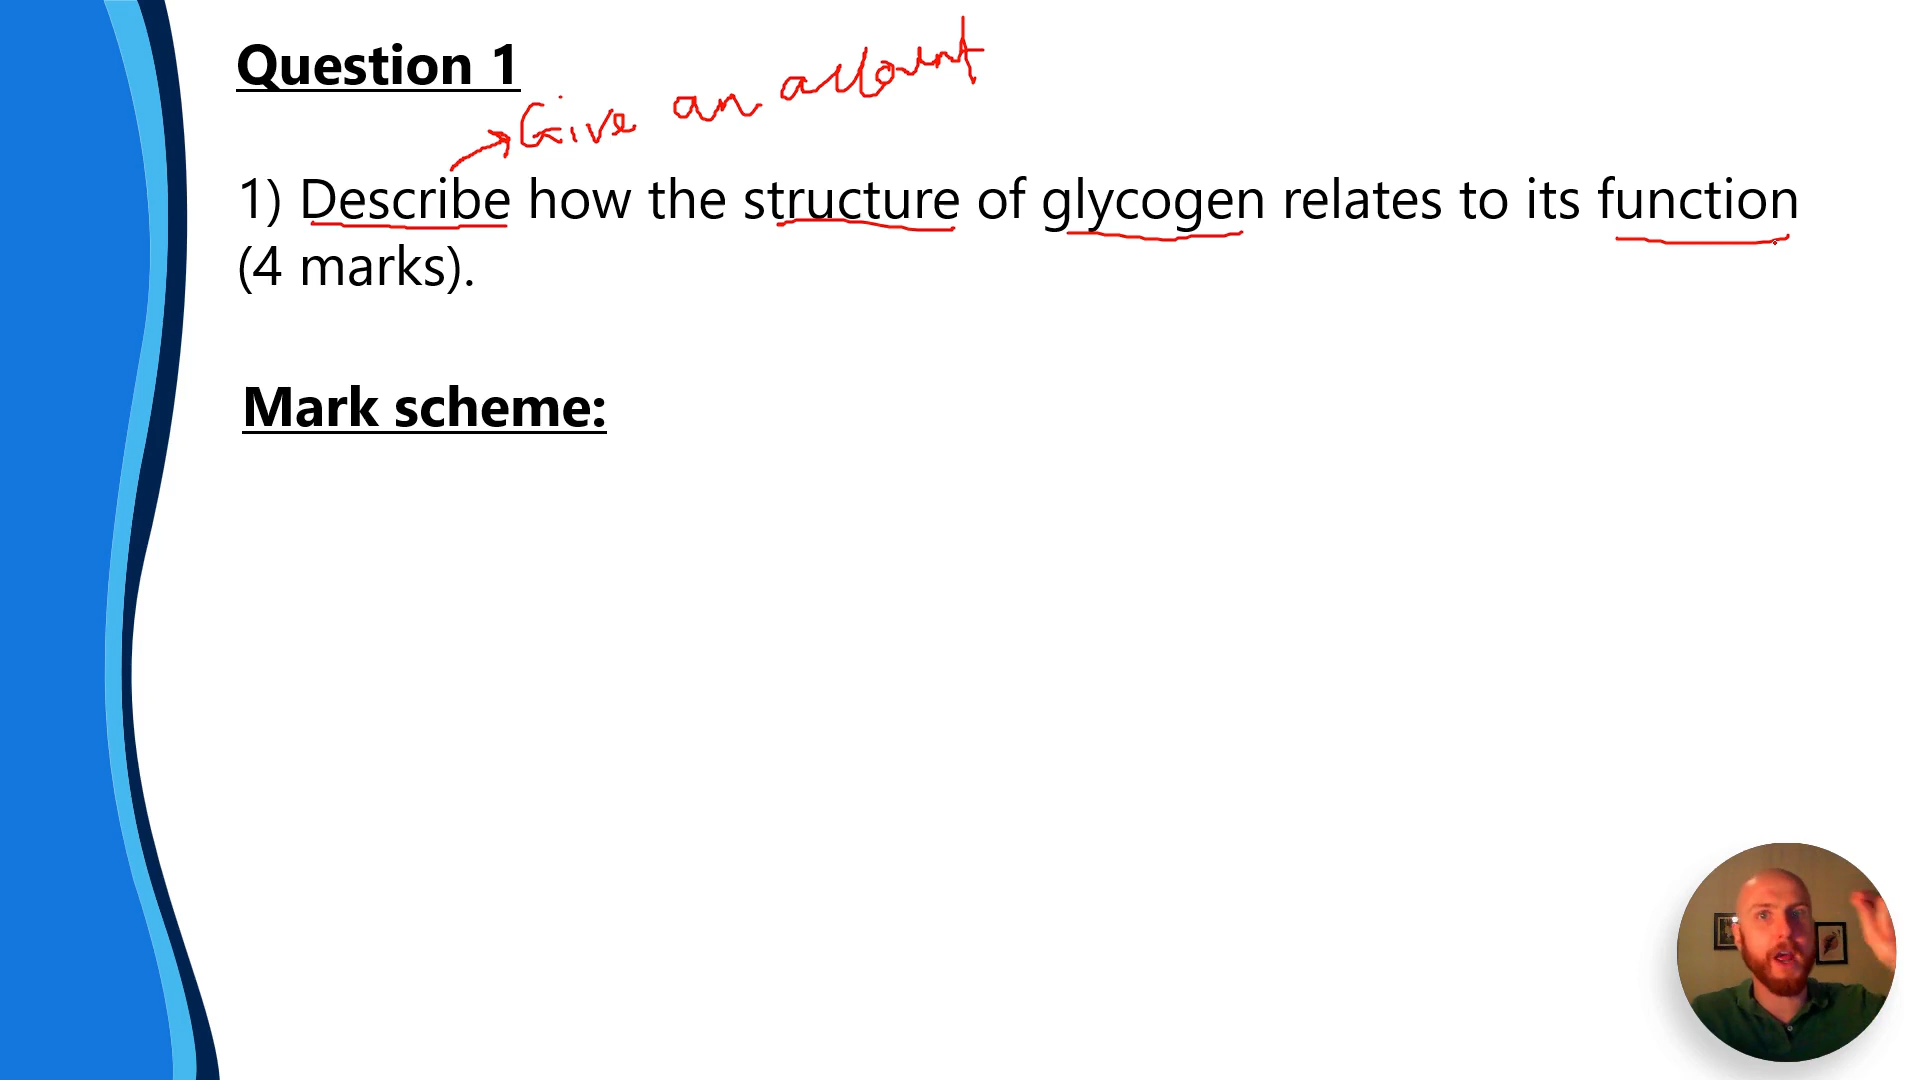 Question 1
Give an account
1) Describe how the structure of glycogen relates to its function
(4 marks).
Mark scheme: